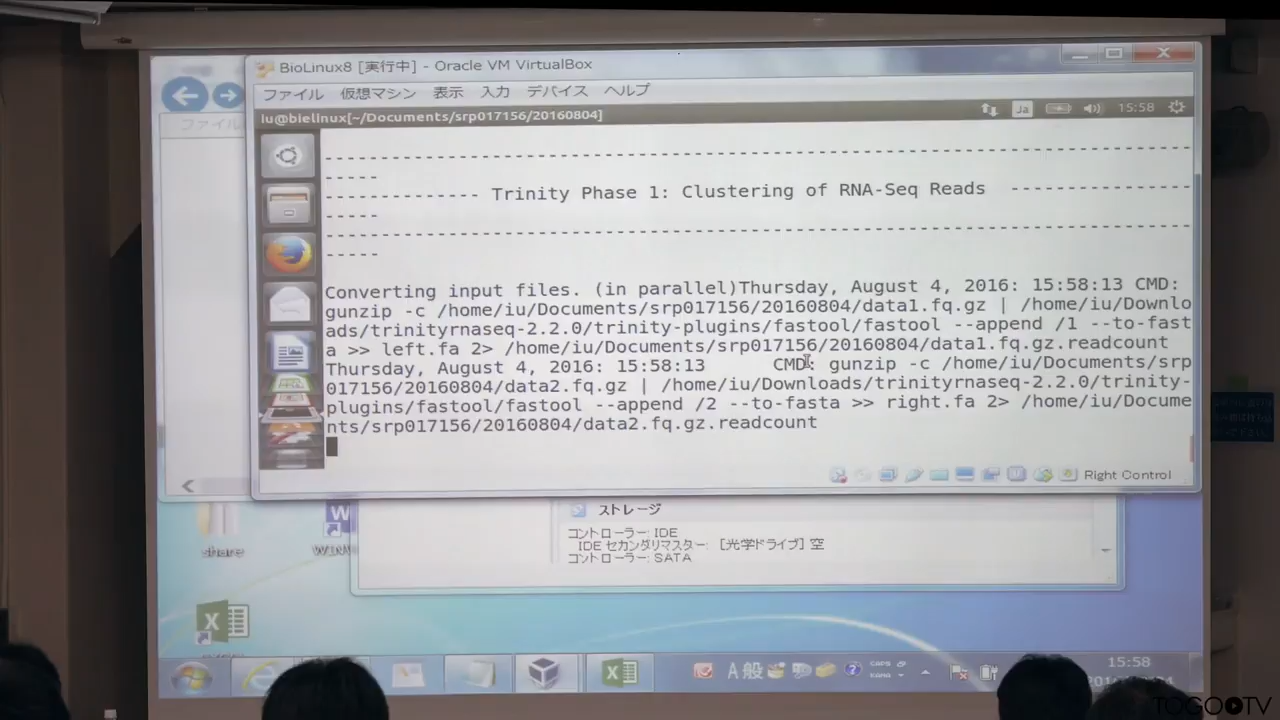 BioLinux8 [実行中] - Oracle VM VirtualBox
ファイル 仮想マシン 表示 入力 デバイス ヘルプ
ファイル
iu@bielinux[~/Documents/srp017156/20160804]
Ja
15:58
--------------------------------------------------------------------------------
-----
-------------- Trinity Phase 1: Clustering of RNA-Seq Reads ----------------
-----
--------------------------------------------------------------------------------
-----
Converting input files. (in parallel)Thursday, August 4, 2016: 15:58:13 CMD:
gunzip -c /home/iu/Documents/srp017156/20160804/data1.fq.gz | /home/iu/Downlo
ads/trinityrnaseq-2.2.0/trinity-plugins/fastool/fastool --append /1 --to-fast
a >> left.fa 2> /home/iu/Documents/srp017156/20160804/data1.fq.gz.readcount
Thursday, August 4, 2016: 15:58:13 CMD: gunzip -c /home/iu/Documents/srp
017156/20160804/data2.fq.gz | /home/iu/Downloads/trinityrnaseq-2.2.0/trinity-
plugins/fastool/fastool --append /2 --to-fasta >> right.fa 2> /home/iu/Docume
nts/srp017156/20160804/data2.fq.gz.readcount
Right Control
ストレージ
コントローラー: IDE
IDE セカンダリマスター: [光学ドライブ] 空
コントローラー: SATA
share
A 般
CAPS
KANA
15:58
TOGOTV